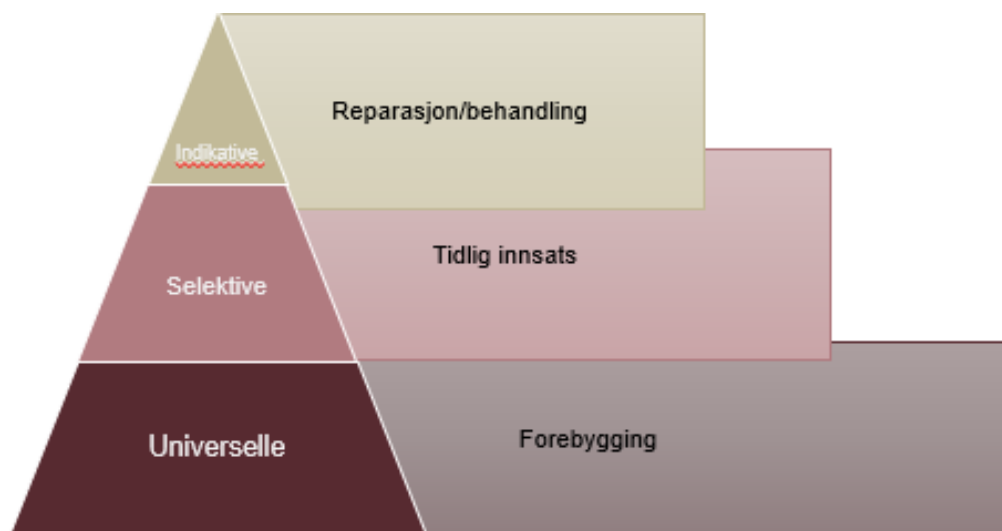 Reparasjon/behandling
Indikative
Tidlig innsats
Selektive
Forebygging
Universelle